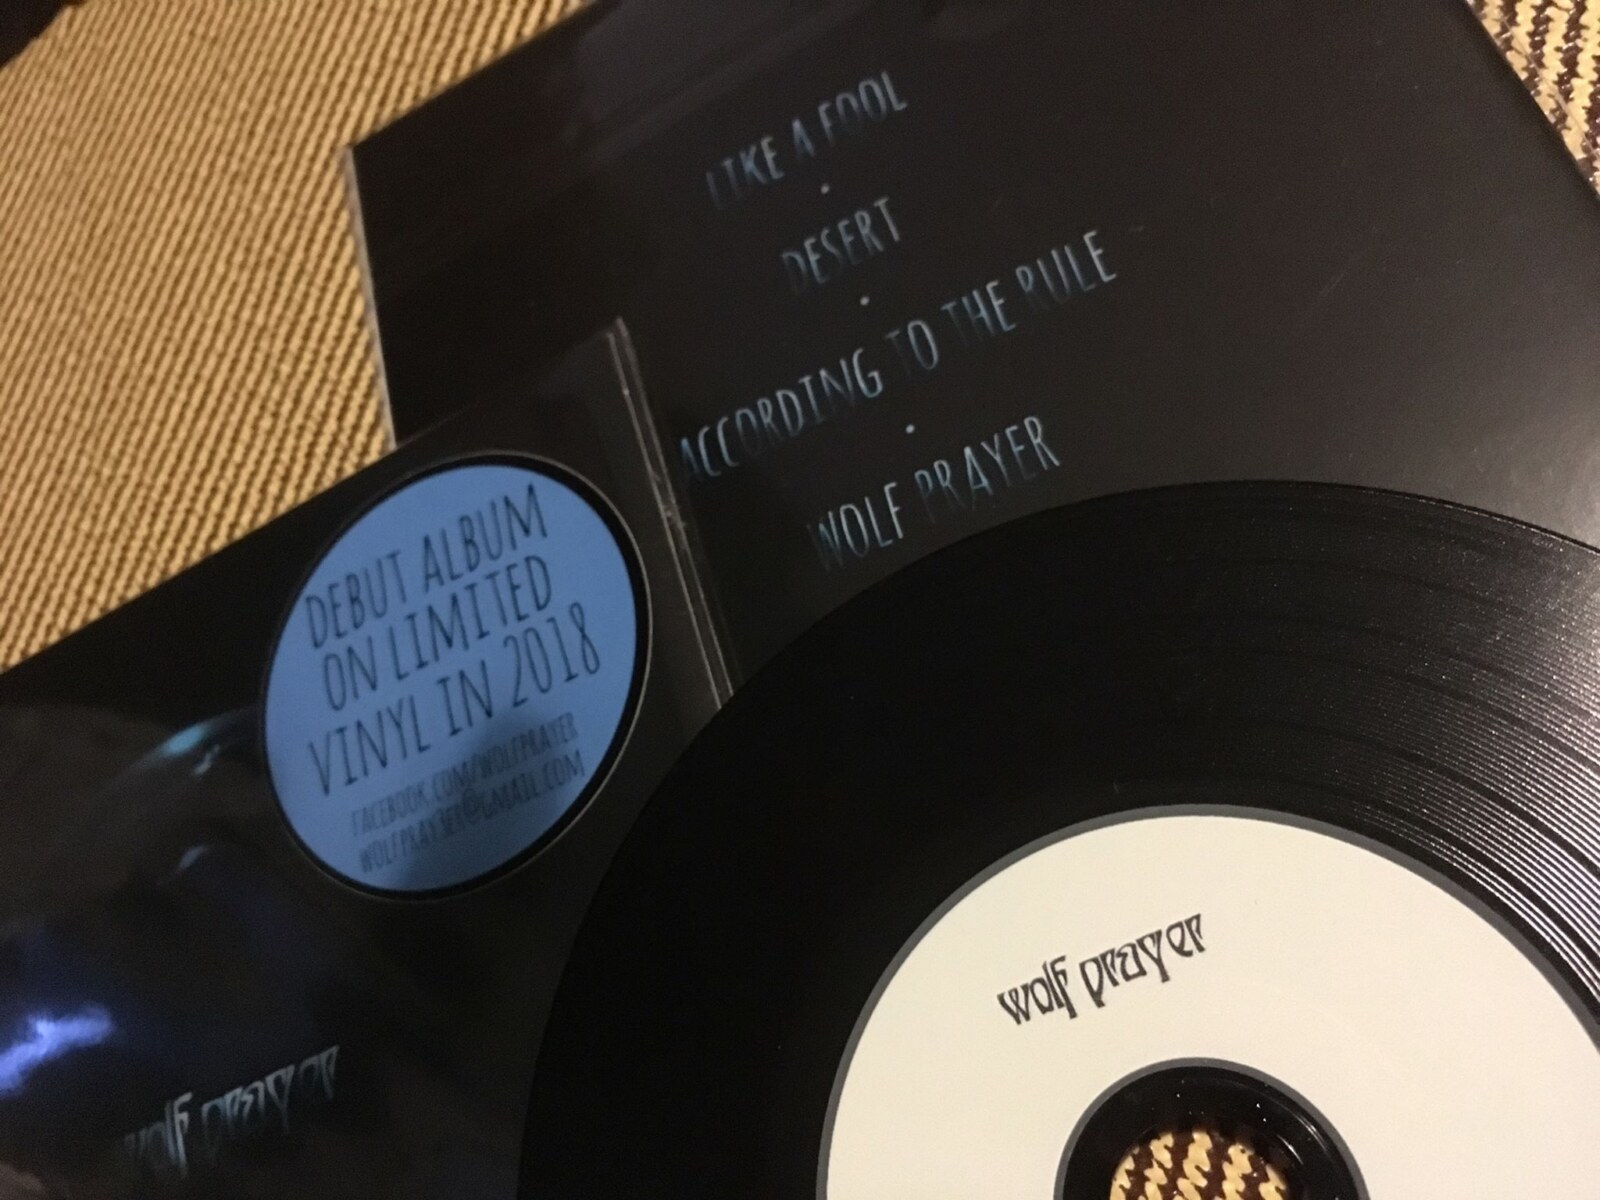 LIKE A FOOL
DESERT
ACCORDING TO THE RULE
WOLF PRAYER
DEBUT ALBUM
ON LIMITED
VINYL IN 2018
FACEBOOK.COM/WOLFPRAYER
WOLFPRAYER@GMAIL.COM
wolf prayer
wolf prayer